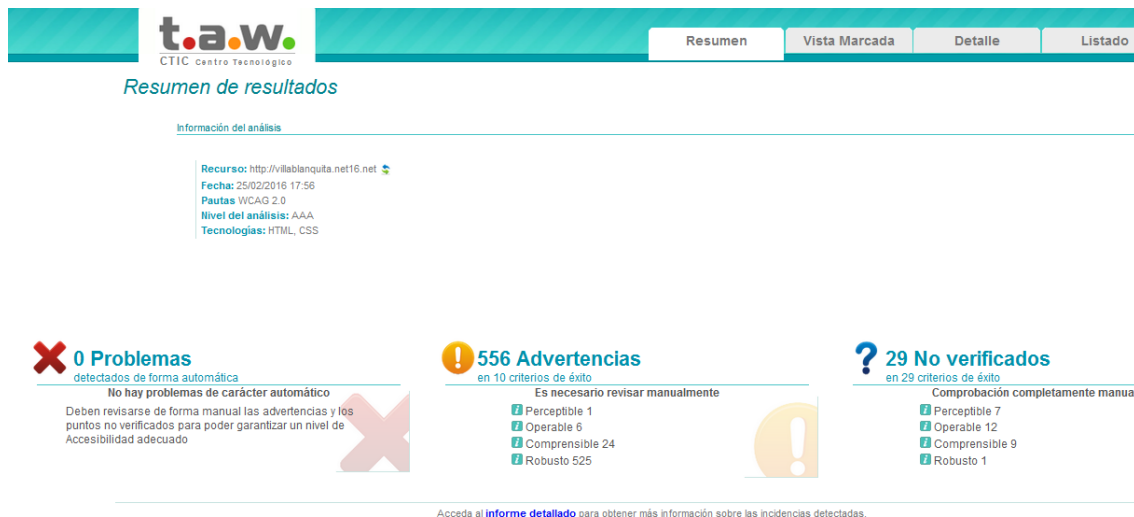 t.a.w.
CTIC Centro Tecnológico
Resumen
Vista Marcada
Detalle
Listado
Resumen de resultados
Información del análisis
Recurso: http://villablanquita.net16.net
Fecha: 25/02/2016 17:56
Pautas WCAG 2.0
Nivel del análisis: AAA
Tecnologías: HTML, CSS
0 Problemas
detectados de forma automática
No hay problemas de carácter automático
Deben revisarse de forma manual las advertencias y los
puntos no verificados para poder garantizar un nivel de
Accesibilidad adecuado
556 Advertencias
en 10 criterios de éxito
Es necesario revisar manualmente
Perceptible 1
Operable 6
Comprensible 24
Robusto 525
29 No verificados
en 29 criterios de éxito
Comprobación completamente manua
Perceptible 7
Operable 12
Comprensible 9
Robusto 1
Acceda al informe detallado para obtener más información sobre las incidencias detectadas.